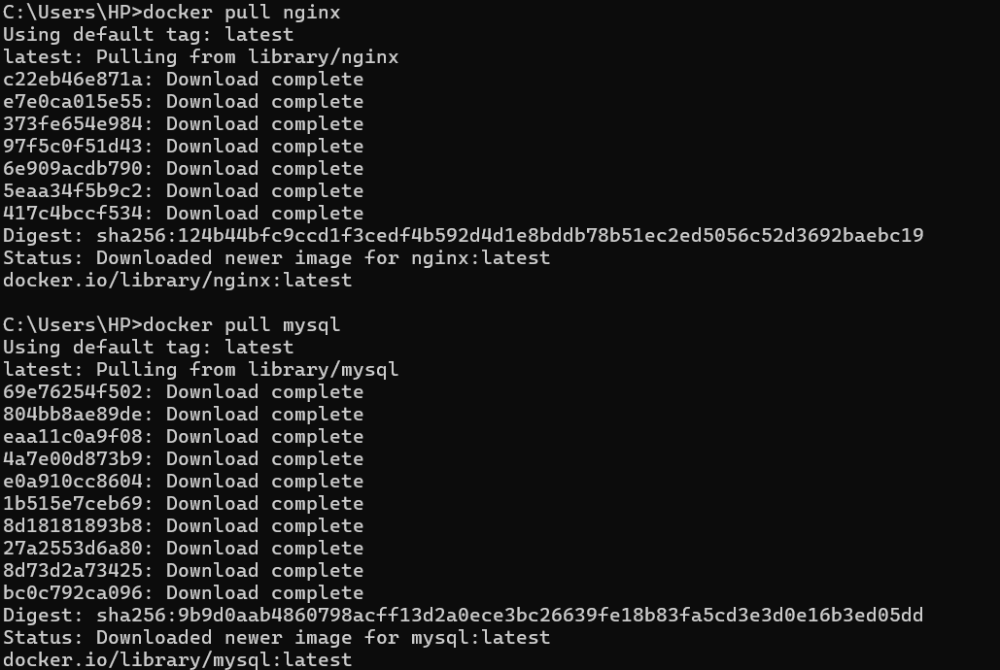 C:\Users\HP>docker pull nginx
Using default tag: latest
latest: Pulling from library/nginx
c22eb46e871a: Download complete
e7e0ca015e55: Download complete
373fe654e984: Download complete
97f5c0f51d43: Download complete
6e909acdb790: Download complete
5eaa34f5b9c2: Download complete
417c4bccf534: Download complete
Digest: sha256:124b44bfc9ccd1f3cedf4b592d4d1e8bddb78b51ec2ed5056c52d3692baebc19
Status: Downloaded newer image for nginx:latest
docker.io/library/nginx:latest
C:\Users\HP>docker pull mysql
Using default tag: latest
latest: Pulling from library/mysql
69e76254f502: Download complete
804bb8ae89de: Download complete
eaa11c0a9f08: Download complete
4a7e00d873b9: Download complete
e0a910cc8604: Download complete
1b515e7ceb69: Download complete
8d18181893b8: Download complete
27a2553d6a80: Download complete
8d73d2a73425: Download complete
bc0c792ca096: Download complete
Digest: sha256:9b9d0aab4860798acff13d2a0ece3bc26639fe18b83fa5cd3e3d0e16b3ed05dd
Status: Downloaded newer image for mysql:latest
docker.io/library/mysql:latest